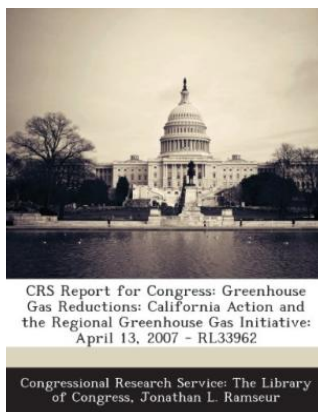 CRS Report for Congress: Greenhouse
Gas Reductions: California Action and
the Regional Greenhouse Gas Initiative:
April 13, 2007 - RL33962
Congressional Research Service: The Library
of Congress, Jonathan L. Ramseur